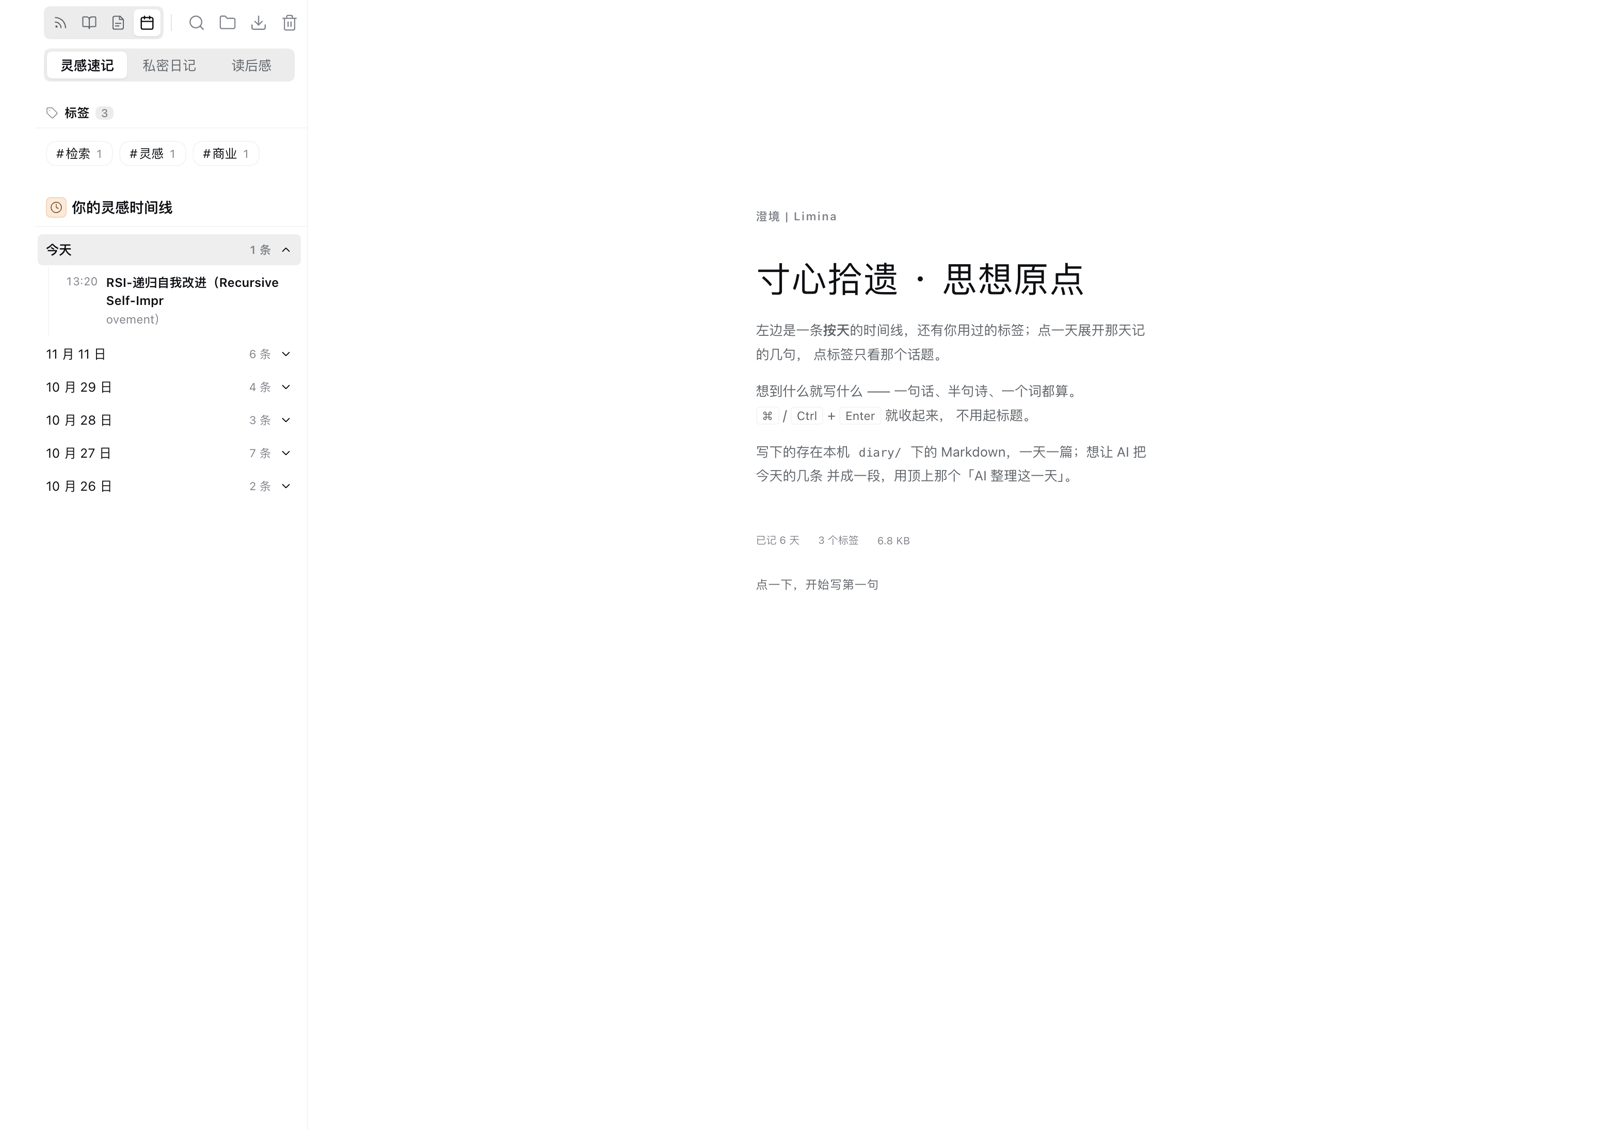 灵感速记 私密日记 读后感
标签 3
#检索 1 #灵感 1 #商业 1
你的灵感时间线
今天 1 条
13:20 RSI-递归自我改进（Recursive
Self-Impr
ovement）
11 月 11 日 6 条
10 月 29 日 4 条
10 月 28 日 3 条
10 月 27 日 7 条
10 月 26 日 2 条
澄境 | Limina
寸心拾遗 · 思想原点
左边是一条按天的时间线，还有你用过的标签；点一天展开那天记
的几句， 点标签只看那个话题。
想到什么就写什么 —— 一句话、半句诗、一个词都算。
⌘ / Ctrl + Enter 就收起来， 不用起标题。
写下的存在本机 diary/ 下的 Markdown，一天一篇；想让 AI 把
今天的几条 并成一段，用顶上那个「AI 整理这一天」。
已记 6 天 3 个标签 6.8 KB
点一下，开始写第一句